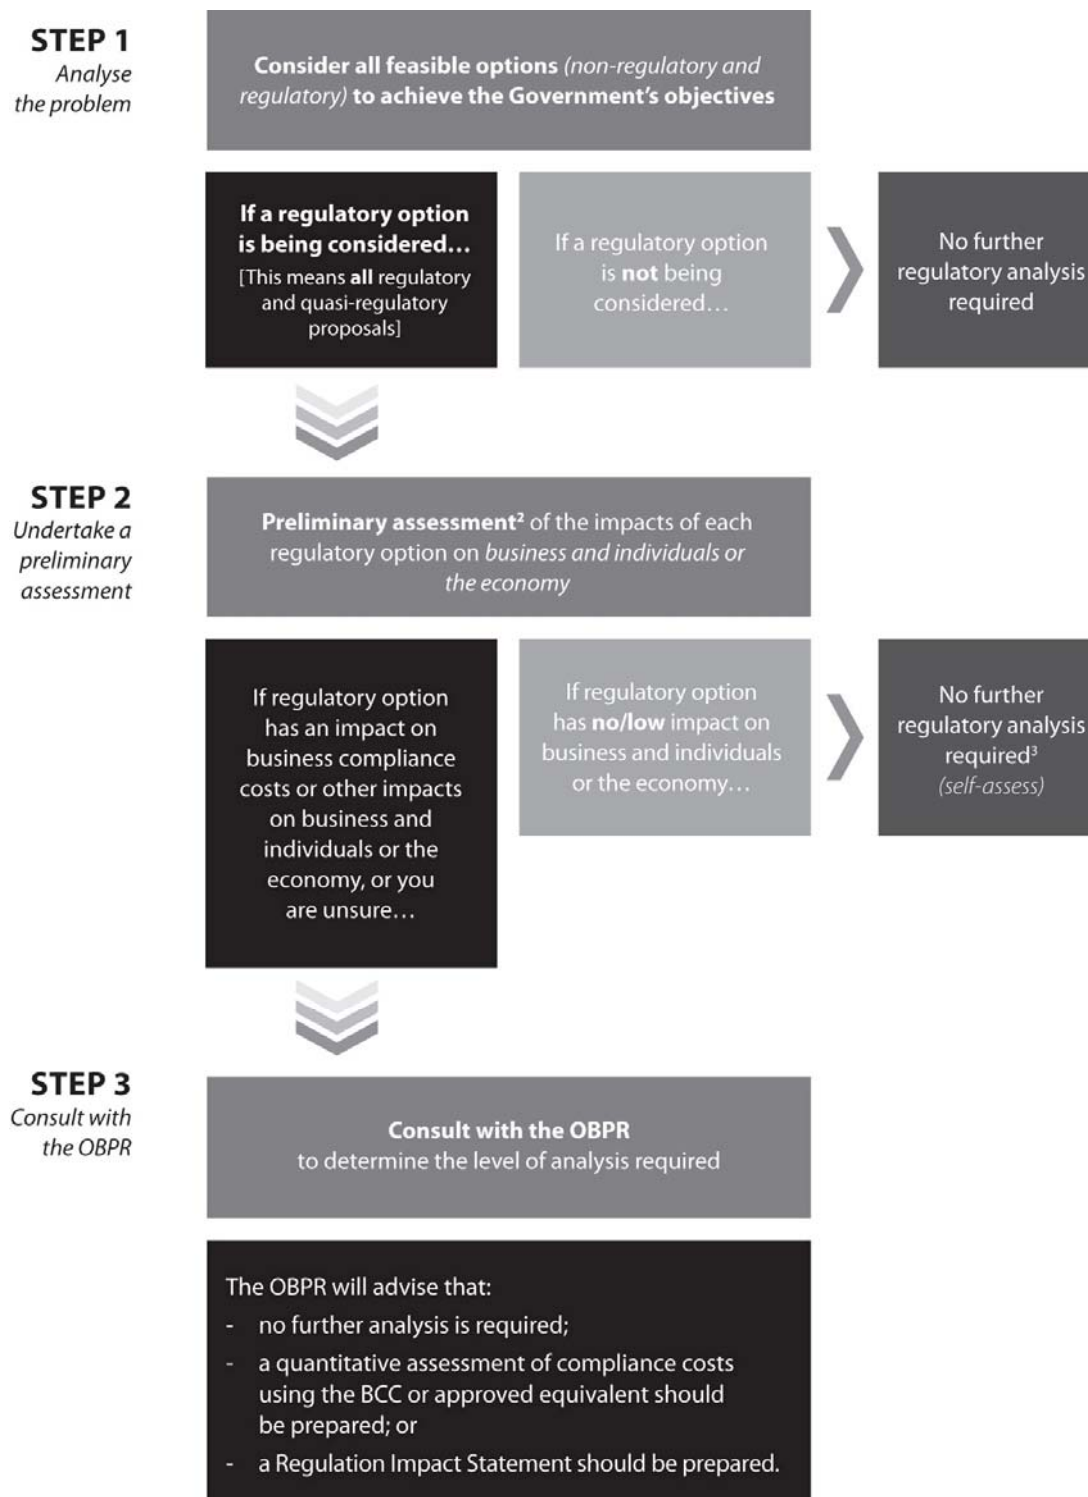 STEP 1
Analyse
the problem
Consider all feasible options (non-regulatory and
regulatory) to achieve the Government's objectives
If a regulatory option
is being considered…
[This means all regulatory
and quasi-regulatory
proposals]
If a regulatory option
is not being
considered…
No further
regulatory analysis
required
STEP 2
Undertake a
preliminary
assessment
Preliminary assessment² of the impacts of each
regulatory option on business and individuals or
the economy
If regulatory option
has an impact on
business compliance
costs or other impacts
on business and
individuals or the
economy, or you
are unsure…
If regulatory option
has no/low impact on
business and individuals
or the economy…
No further
regulatory analysis
required³
(self-assess)
STEP 3
Consult with
the OBPR
Consult with the OBPR
to determine the level of analysis required
The OBPR will advise that:
- no further analysis is required;
- a quantitative assessment of compliance costs
using the BCC or approved equivalent should
be prepared; or
- a Regulation Impact Statement should be prepared.